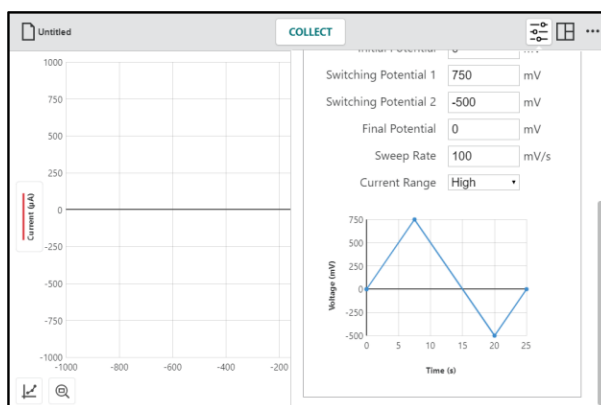 Untitled
COLLECT
Initial Potential 0 mV
Switching Potential 1 750 mV
Switching Potential 2 -500 mV
Final Potential 0 mV
Sweep Rate 100 mV/s
Current Range High
1000
750
500
250
0
-250
-500
-750
-1000
Current (µA)
-1000 -800 -600 -400 -200
750
500
250
0
-250
-500
Voltage (mV)
0 5 10 15 20 25
Time (s)